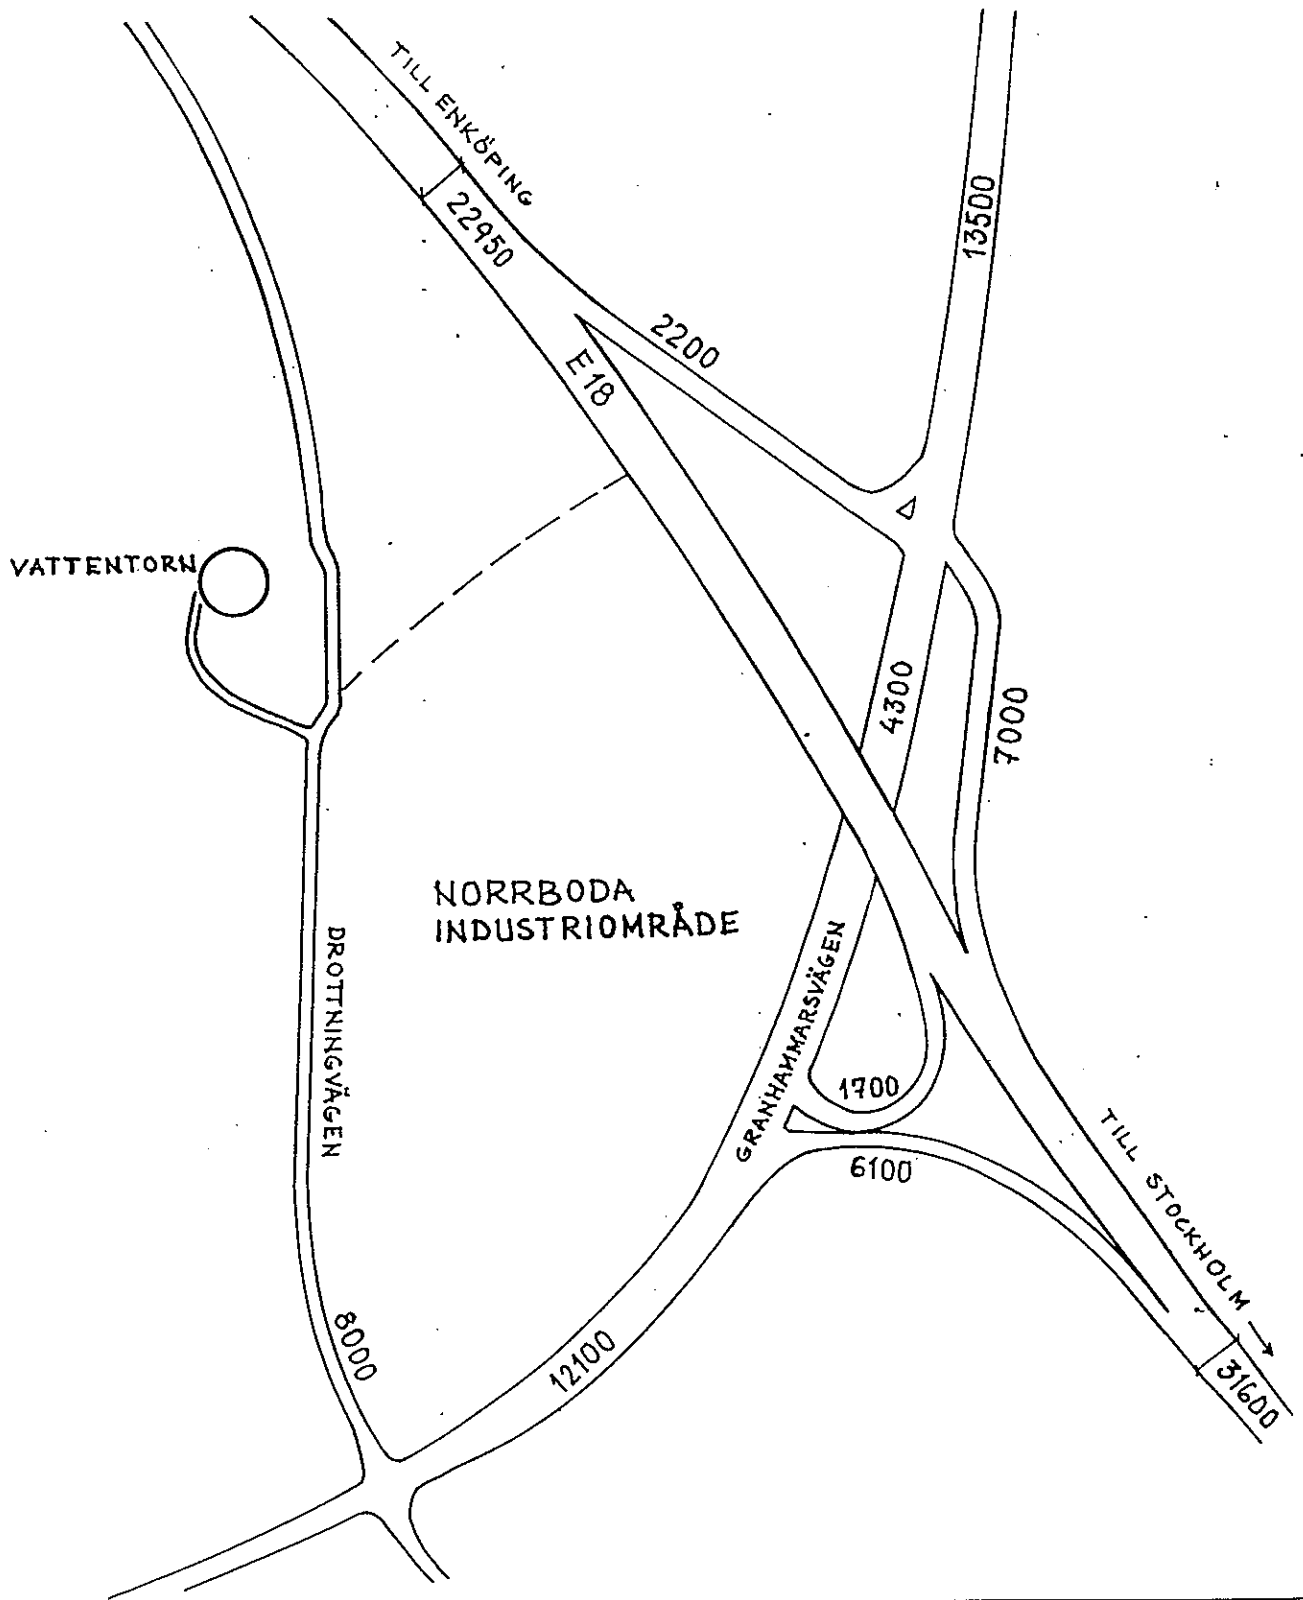 TILL ENKÖPING
22950
13500
2200
E18
VATTENTORN
4300
7000
NORRBODA
INDUSTRIOMRÅDE
DROTTNINGVÄGEN
GRANHAMMARSVÄGEN
1700
6100
TILL STOCKHOLM
8000
12100
31600